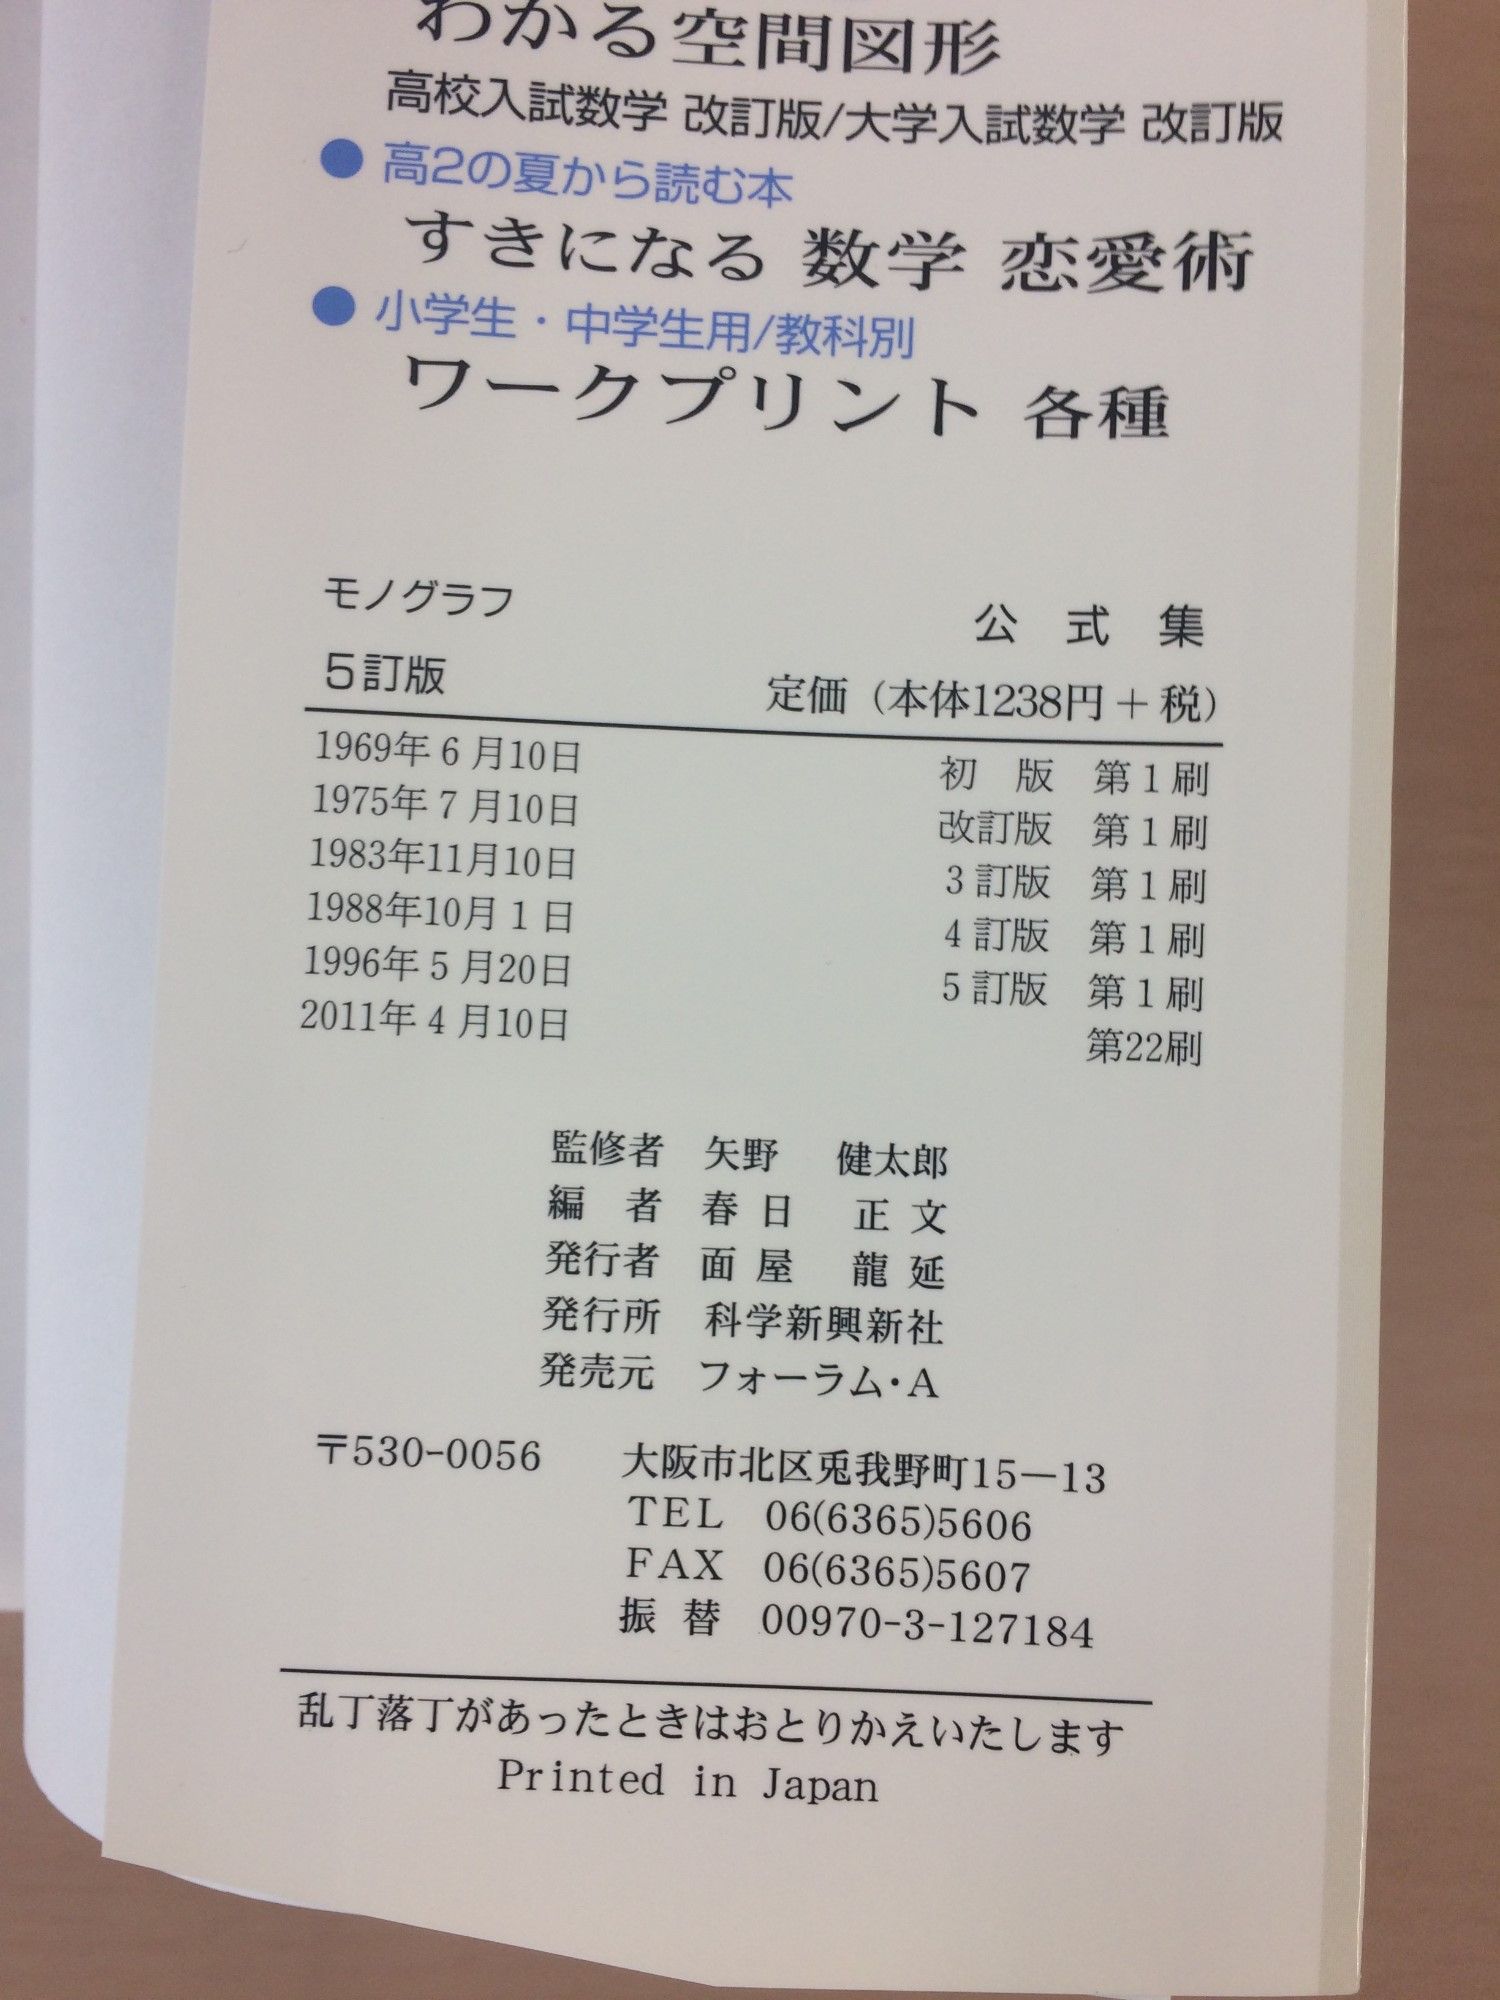 わかる空間図形
高校入試数学 改訂版/大学入試数学 改訂版
● 高2の夏から読む本
すきになる 数学 恋愛術
● 小学生・中学生用/教科別
ワークプリント 各種
モノグラフ 公式集
5訂版 定価（本体1238円＋税）
1969年6月10日 初版 第1刷
1975年7月10日 改訂版 第1刷
1983年11月10日 3訂版 第1刷
1988年10月1日 4訂版 第1刷
1996年5月20日 5訂版 第1刷
2011年4月10日 第22刷
監修者 矢野 健太郎
編者 春日 正文
発行者 面屋 龍延
発行所 科学新興新社
発売元 フォーラム・A
〒530-0056 大阪市北区兎我野町15—13
TEL 06(6365)5606
FAX 06(6365)5607
振替 00970-3-127184
乱丁落丁があったときはおとりかえいたします
Printed in Japan